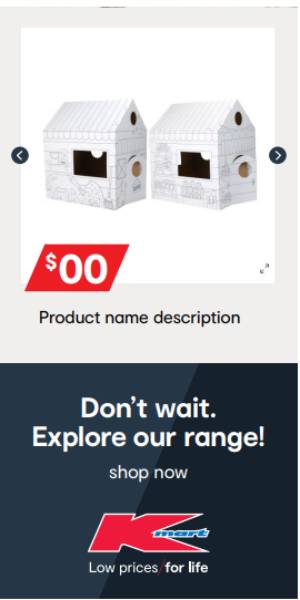 $00
Product name description
Don't wait.
Explore our range!
shop now
Kmart
Low prices/for life